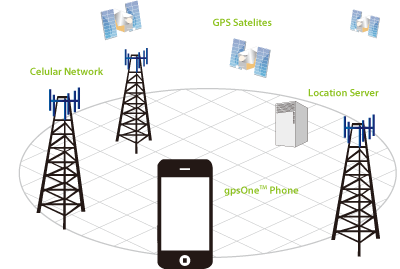 GPS Satelites
Celular Network
Location Server
gpsOne™ Phone